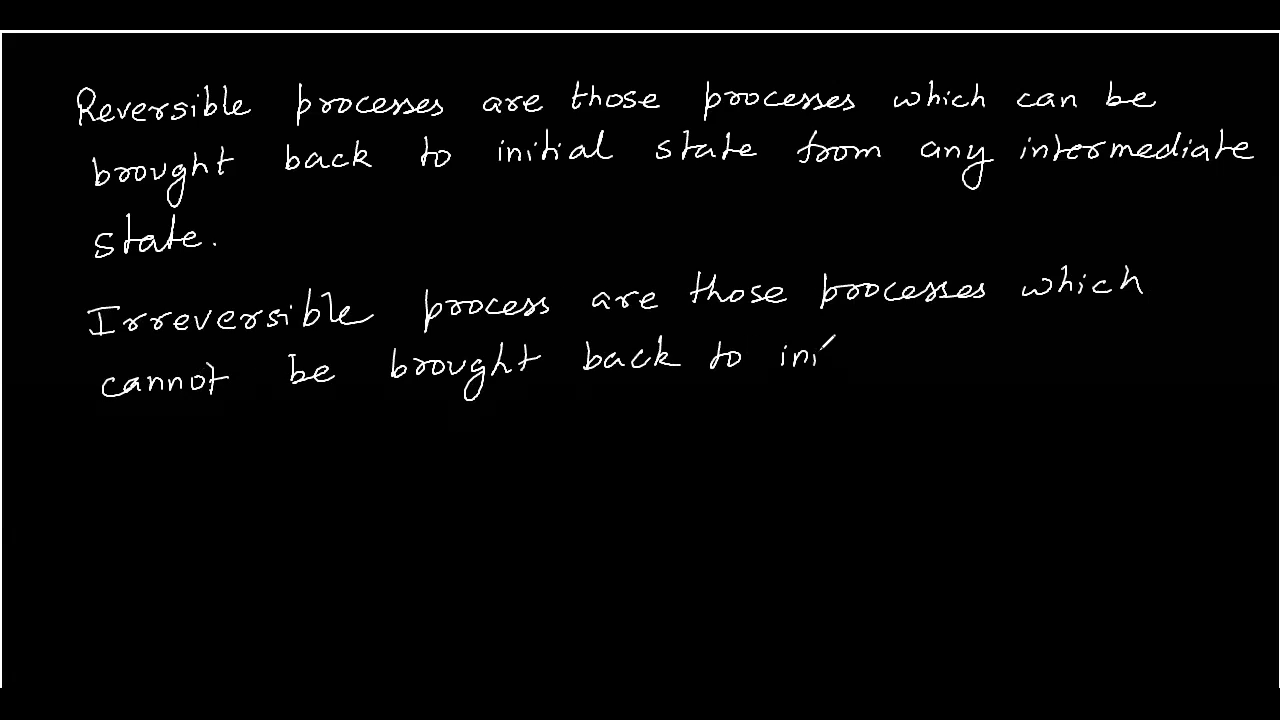 Reversible processes are those processes which can be
brought back to initial state from any intermediate
state.
Irreversible process are those processes which
cannot be brought back to ini